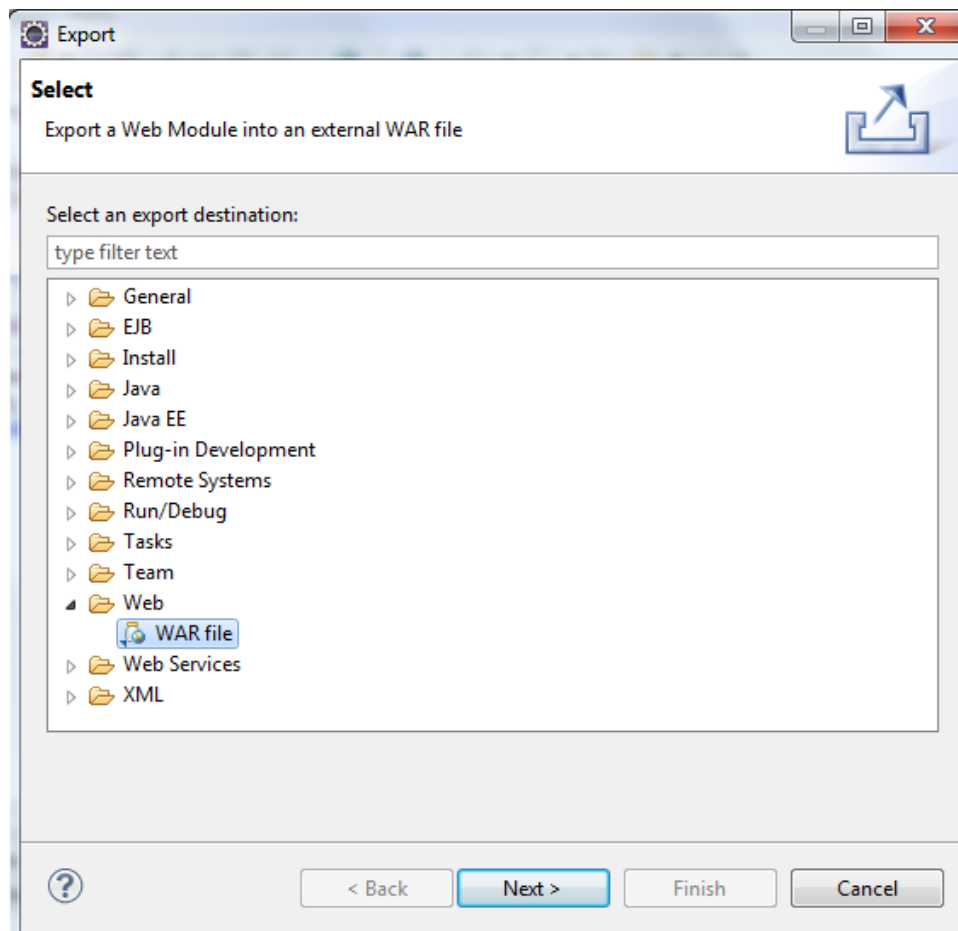 Export
Select
Export a Web Module into an external WAR file
Select an export destination:
type filter text
General
EJB
Install
Java
Java EE
Plug-in Development
Remote Systems
Run/Debug
Tasks
Team
Web
WAR file
Web Services
XML
< Back Next > Finish Cancel